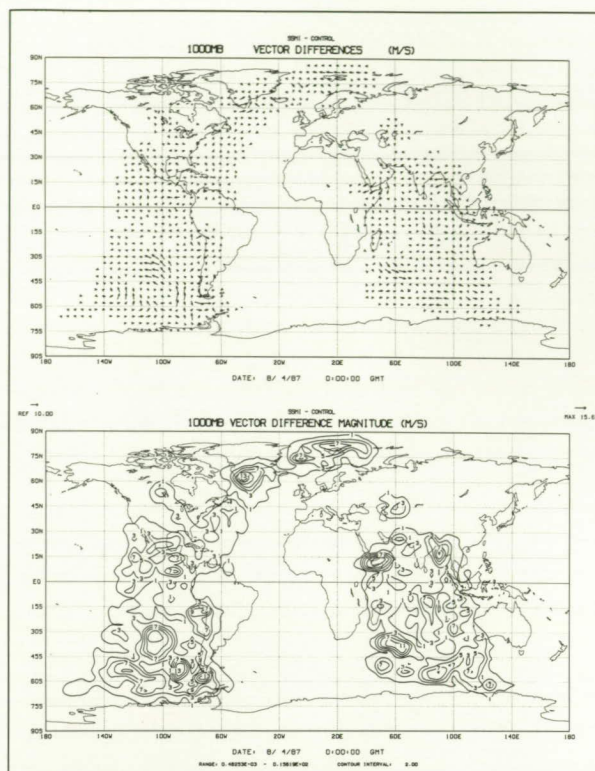 SSMI - CONTROL
1000MB VECTOR DIFFERENCES (M/S)
90N
75N
60N
45N
30N
15N
EQ
15S
30S
45S
60S
75S
90S
180 140W 100W 60W 20W 20E 60E 100E 140E 180
DATE: 8/ 4/87 0:00:00 GMT
REF 10.00
SSMI - CONTROL
1000MB VECTOR DIFFERENCE MAGNITUDE (M/S)
90N
75N
60N
45N
30N
15N
EQ
15S
30S
45S
60S
75S
90S
180 140W 100W 60W 20W 20E 60E 100E 140E 180
DATE: 8/ 4/87 0:00:00 GMT
CONTOUR INTERVAL: 2.00